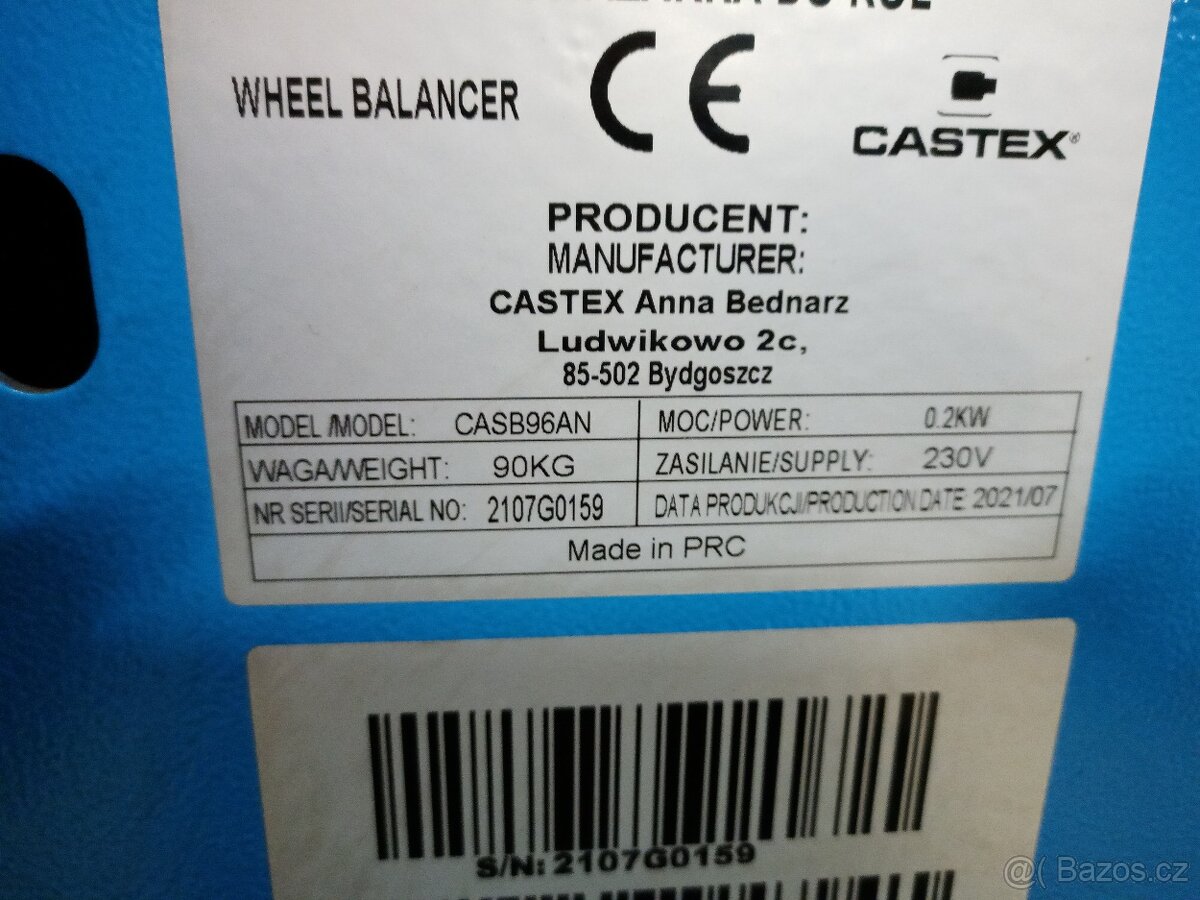 WHEEL BALANCER
CE
CASTEX®
PRODUCENT:
MANUFACTURER:
CASTEX Anna Bednarz
Ludwikowo 2c,
85-502 Bydgoszcz
MODEL /MODEL: CASB96AN MOC/POWER: 0.2KW
WAGA/WEIGHT: 90KG ZASILANIE/SUPPLY: 230V
NR SERII/SERIAL NO: 2107G0159 DATA PRODUKCJI/PRODUCTION DATE 2021/07
Made in PRC
S/N: 2107G0159
@( Bazos.cz